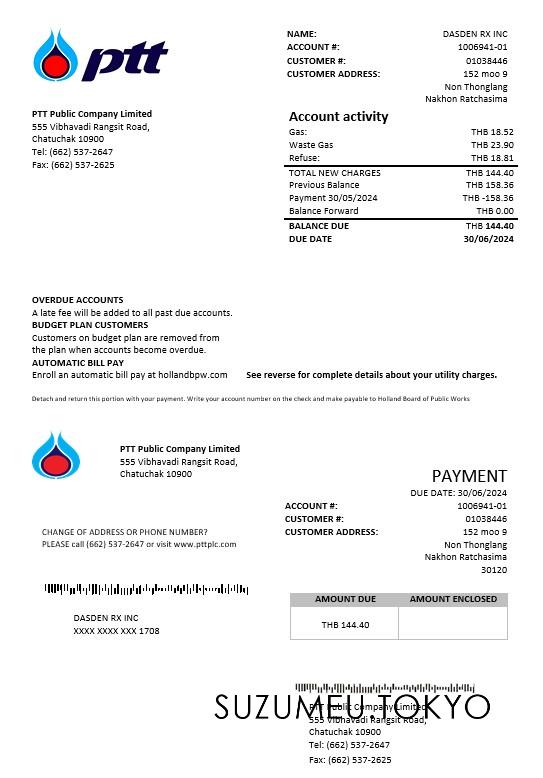 ptt
NAME: DASDEN RX INC
ACCOUNT #: 1006941-01
CUSTOMER #: 01038446
CUSTOMER ADDRESS: 152 moo 9
Non Thonglang
Nakhon Ratchasima
PTT Public Company Limited
555 Vibhavadi Rangsit Road,
Chatuchak 10900
Tel: (662) 537-2647
Fax: (662) 537-2625
Account activity
Gas: THB 18.52
Waste Gas THB 23.90
Refuse: THB 18.81
TOTAL NEW CHARGES THB 144.40
Previous Balance THB 158.36
Payment 30/05/2024 THB -158.36
Balance Forward THB 0.00
BALANCE DUE THB 144.40
DUE DATE 30/06/2024
OVERDUE ACCOUNTS
A late fee will be added to all past due accounts.
BUDGET PLAN CUSTOMERS
Customers on budget plan are removed from
the plan when accounts become overdue.
AUTOMATIC BILL PAY
Enroll an automatic bill pay at hollandbpw.com See reverse for complete details about your utility charges.
Detach and return this portion with your payment. Write your account number on the check and make payable to Holland Board of Public Works
PTT Public Company Limited
555 Vibhavadi Rangsit Road,
Chatuchak 10900
PAYMENT
DUE DATE: 30/06/2024
ACCOUNT #: 1006941-01
CUSTOMER #: 01038446
CUSTOMER ADDRESS: 152 moo 9
Non Thonglang
Nakhon Ratchasima
30120
CHANGE OF ADDRESS OR PHONE NUMBER?
PLEASE call (662) 537-2647 or visit www.pttplc.com
DASDEN RX INC
XXXX XXXX XXX 1708
AMOUNT DUE AMOUNT ENCLOSED
THB 144.40
SUZUMEU.TOKYO
PTT Public Company Limited
555 Vibhavadi Rangsit Road,
Chatuchak 10900
Tel: (662) 537-2647
Fax: (662) 537-2625